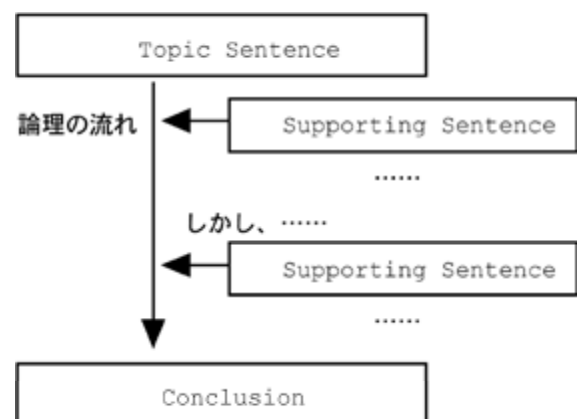 Topic Sentence
論理の流れ
Supporting Sentence
……
しかし、……
Supporting Sentence
……
Conclusion